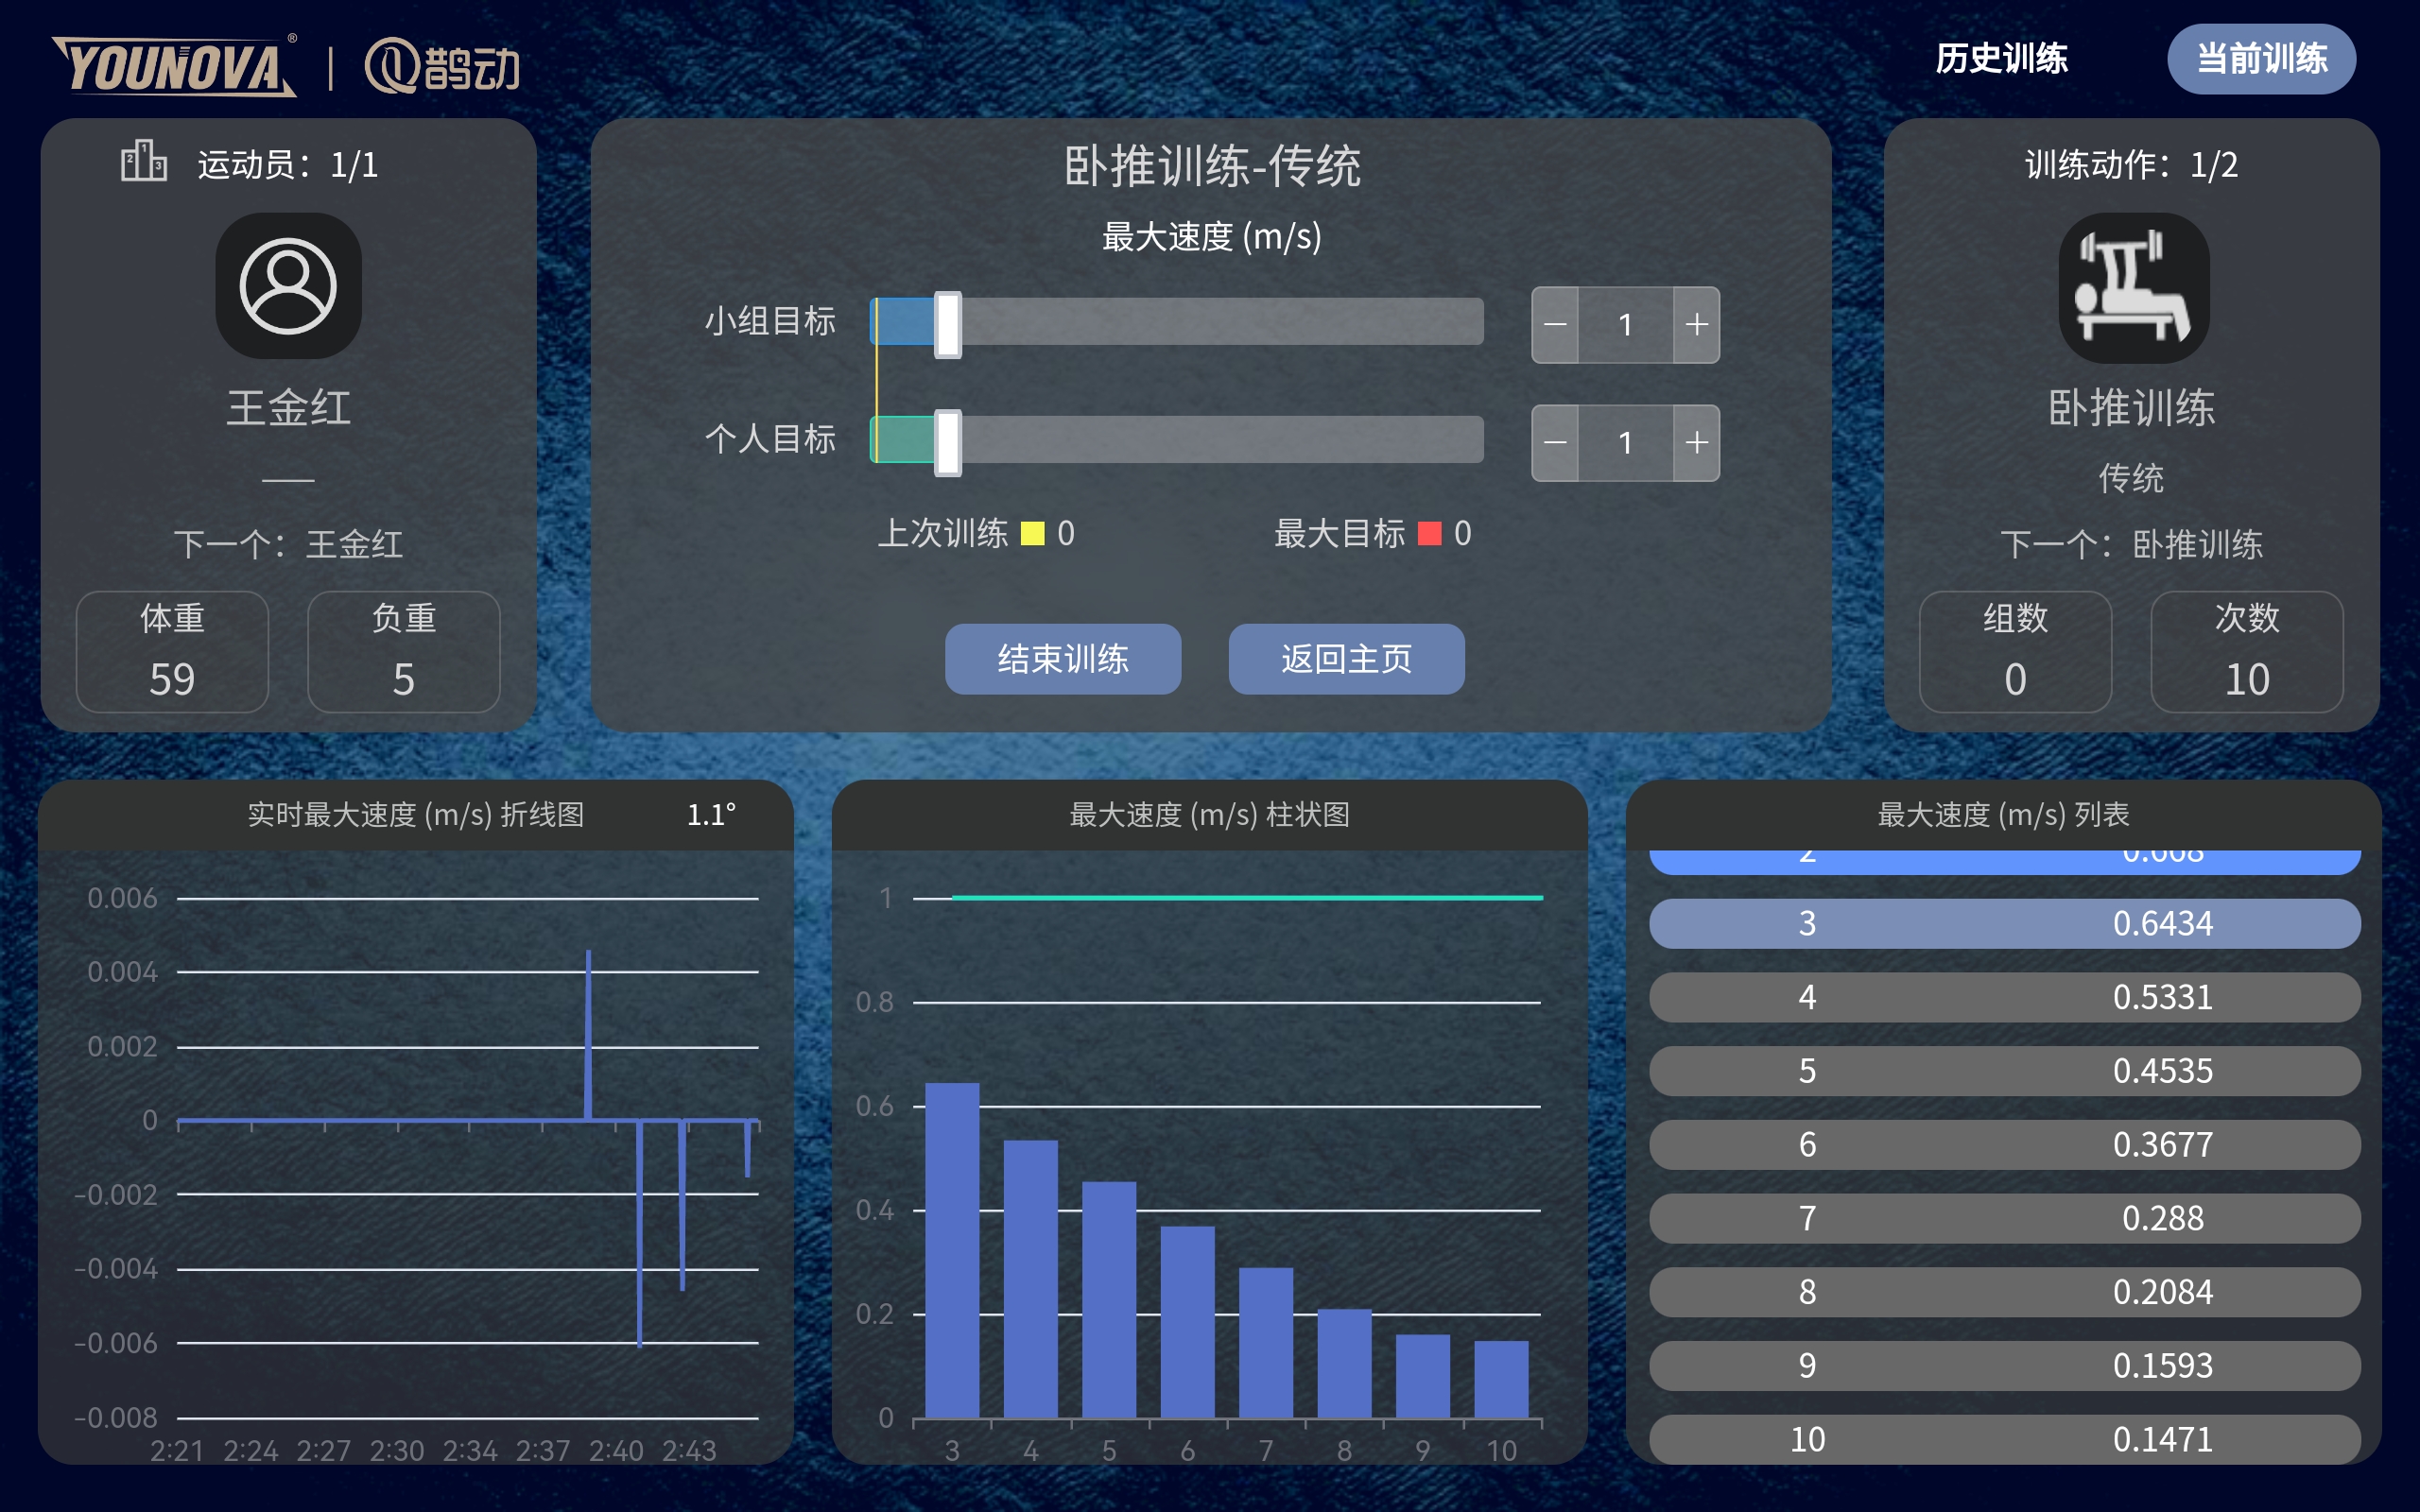 YOUNOVA® | 鹊动
历史训练
当前训练
运动员：1/1
王金红
下一个：王金红
体重
59
负重
5
卧推训练-传统
最大速度 (m/s)
小组目标
1
个人目标
1
上次训练 0
最大目标 0
结束训练
返回主页
训练动作：1/2
卧推训练
传统
下一个：卧推训练
组数
0
次数
10
实时最大速度 (m/s) 折线图 1.1°
0.006
0.004
0.002
0
-0.002
-0.004
-0.006
-0.008
2:21 2:24 2:27 2:30 2:34 2:37 2:40 2:43
最大速度 (m/s) 柱状图
1
0.8
0.6
0.4
0.2
0
3 4 5 6 7 8 9 10
最大速度 (m/s) 列表
2 0.668
3 0.6434
4 0.5331
5 0.4535
6 0.3677
7 0.288
8 0.2084
9 0.1593
10 0.1471